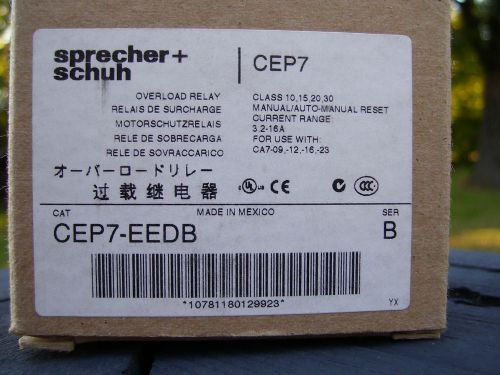 sprecher+
schuh
CEP7
OVERLOAD RELAY
RELAIS DE SURCHARGE
MOTORSCHUTZRELAIS
RELE DE SOBRECARGA
RELE DE SOVRACCARICO
オーバーロードリレー
过载继电器
CLASS 10,15,20,30
MANUAL/AUTO-MANUAL RESET
CURRENT RANGE:
3.2-16A
FOR USE WITH:
CA7-09,-12,-16,-23
c UL US CE CCC
CAT MADE IN MEXICO SER
CEP7-EEDB B
*10781180129923* YX